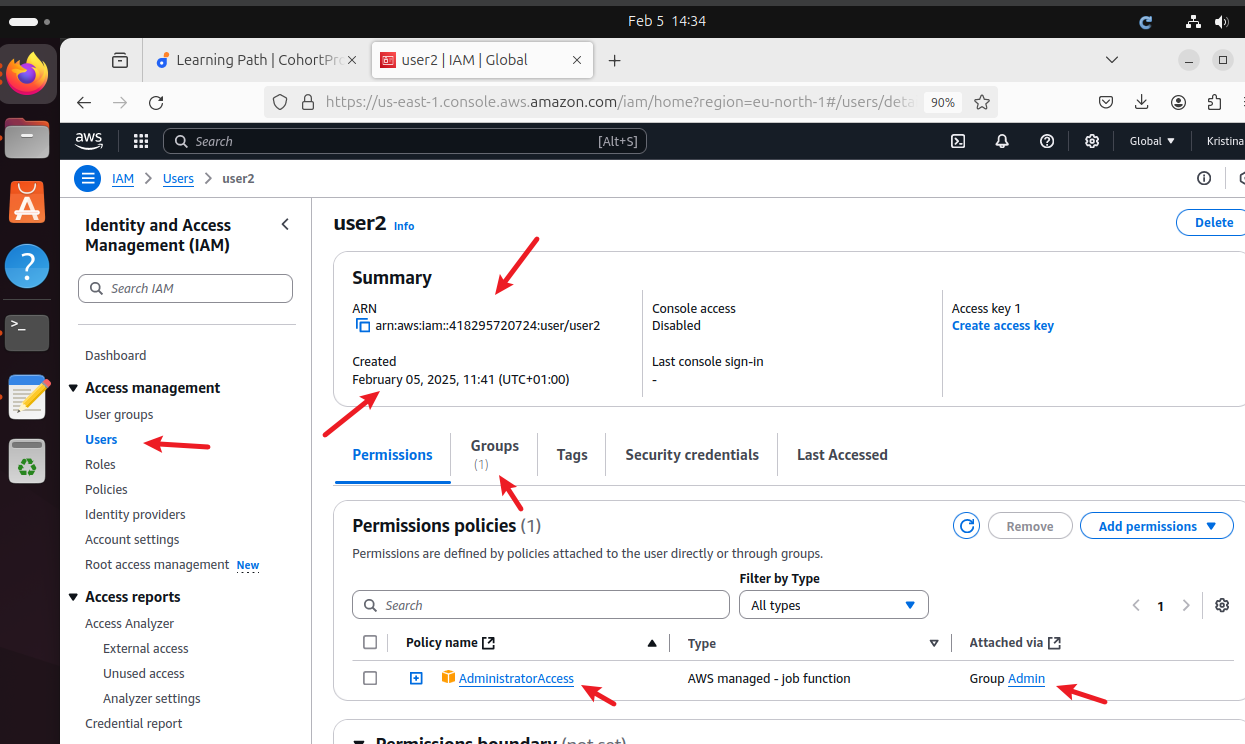 Feb 5 14:34
Learning Path | CohortPro
user2 | IAM | Global
https://us-east-1.console.aws.amazon.com/iam/home?region=eu-north-1#/users/deta
90%
aws
Search
[Alt+S]
Global
Kristina
IAM
Users
user2
Identity and Access
Management (IAM)
Search IAM
Dashboard
Access management
User groups
Users
Roles
Policies
Identity providers
Account settings
Root access management New
Access reports
Access Analyzer
External access
Unused access
Analyzer settings
Credential report
user2 Info
Delete
Summary
ARN
arn:aws:iam::418295720724:user/user2
Created
February 05, 2025, 11:41 (UTC+01:00)
Console access
Disabled
Last console sign-in
-
Access key 1
Create access key
Permissions
Groups
(1)
Tags
Security credentials
Last Accessed
Permissions policies (1)
Remove
Add permissions
Permissions are defined by policies attached to the user directly or through groups.
Filter by Type
Search
All types
1
Policy name
Type
Attached via
AdministratorAccess
AWS managed - job function
Group Admin
Permissions boundary (not set)